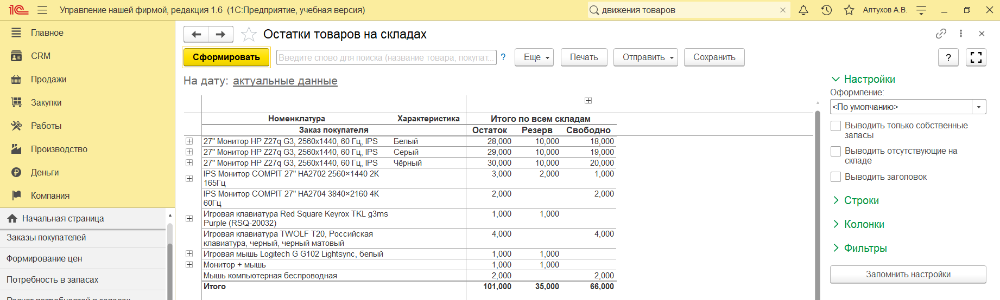 1С Управление нашей фирмой, редакция 1.6 (1С:Предприятие, учебная версия) движения товаров Алтухов А.В.
Главное
CRM
Продажи
Закупки
Работы
Производство
Деньги
Компания
Начальная страница
Заказы покупателей
Формирование цен
Потребность в запасах
Остатки товаров на складах
Сформировать Введите слово для поиска (название товара, покупат... ? Еще Печать Отправить Сохранить ?
На дату: актуальные данные
Номенклатура Характеристика Итого по всем складам
Заказ покупателя Остаток Резерв Свободно
27" Монитор HP Z27q G3, 2560x1440, 60 Гц, IPS Белый 28,000 10,000 18,000
27" Монитор HP Z27q G3, 2560x1440, 60 Гц, IPS Серый 29,000 10,000 19,000
27" Монитор HP Z27q G3, 2560x1440, 60 Гц, IPS Чёрный 30,000 10,000 20,000
IPS Монитор COMPIT 27" HA2702 2560×1440 2K 3,000 2,000 1,000
165Гц
IPS Монитор COMPIT 27" HA2704 3840×2160 4K 2,000 2,000
60Гц
Игровая клавиатура Red Square Keyrox TKL g3ms 1,000 1,000
Purple (RSQ-20032)
Игровая клавиатура TWOLF T20, Российская 4,000 4,000
клавиатура, черный, черный матовый
Игровая мышь Logitech G G102 Lightsync, белый 1,000 1,000
Монитор + мышь 1,000 1,000
Мышь компьютерная беспроводная 2,000 2,000
Итого 101,000 35,000 66,000
Настройки
Оформление:
<По умолчанию>
Выводить только собственные
запасы
Выводить отсутствующие на
складе
Выводить заголовок
Строки
Колонки
Фильтры
Запомнить настройки